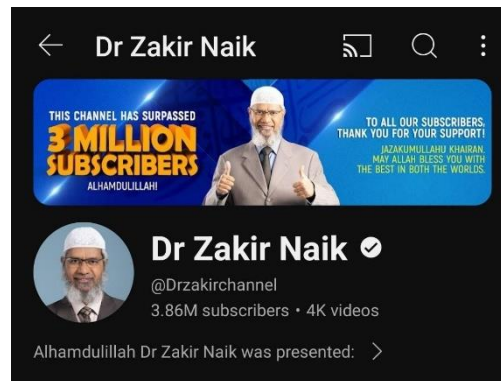 Dr Zakir Naik
THIS CHANNEL HAS SURPASSED
3 MILLION
SUBSCRIBERS
ALHAMDULILLAH!
TO ALL OUR SUBSCRIBERS,
THANK YOU FOR YOUR SUPPORT!
JAZAKUMULLAHU KHAIRAN.
MAY ALLAH BLESS YOU WITH
THE BEST IN BOTH THE WORLDS.
Dr Zakir Naik
@Drzakirchannel
3.86M subscribers • 4K videos
Alhamdulillah Dr Zakir Naik was presented: